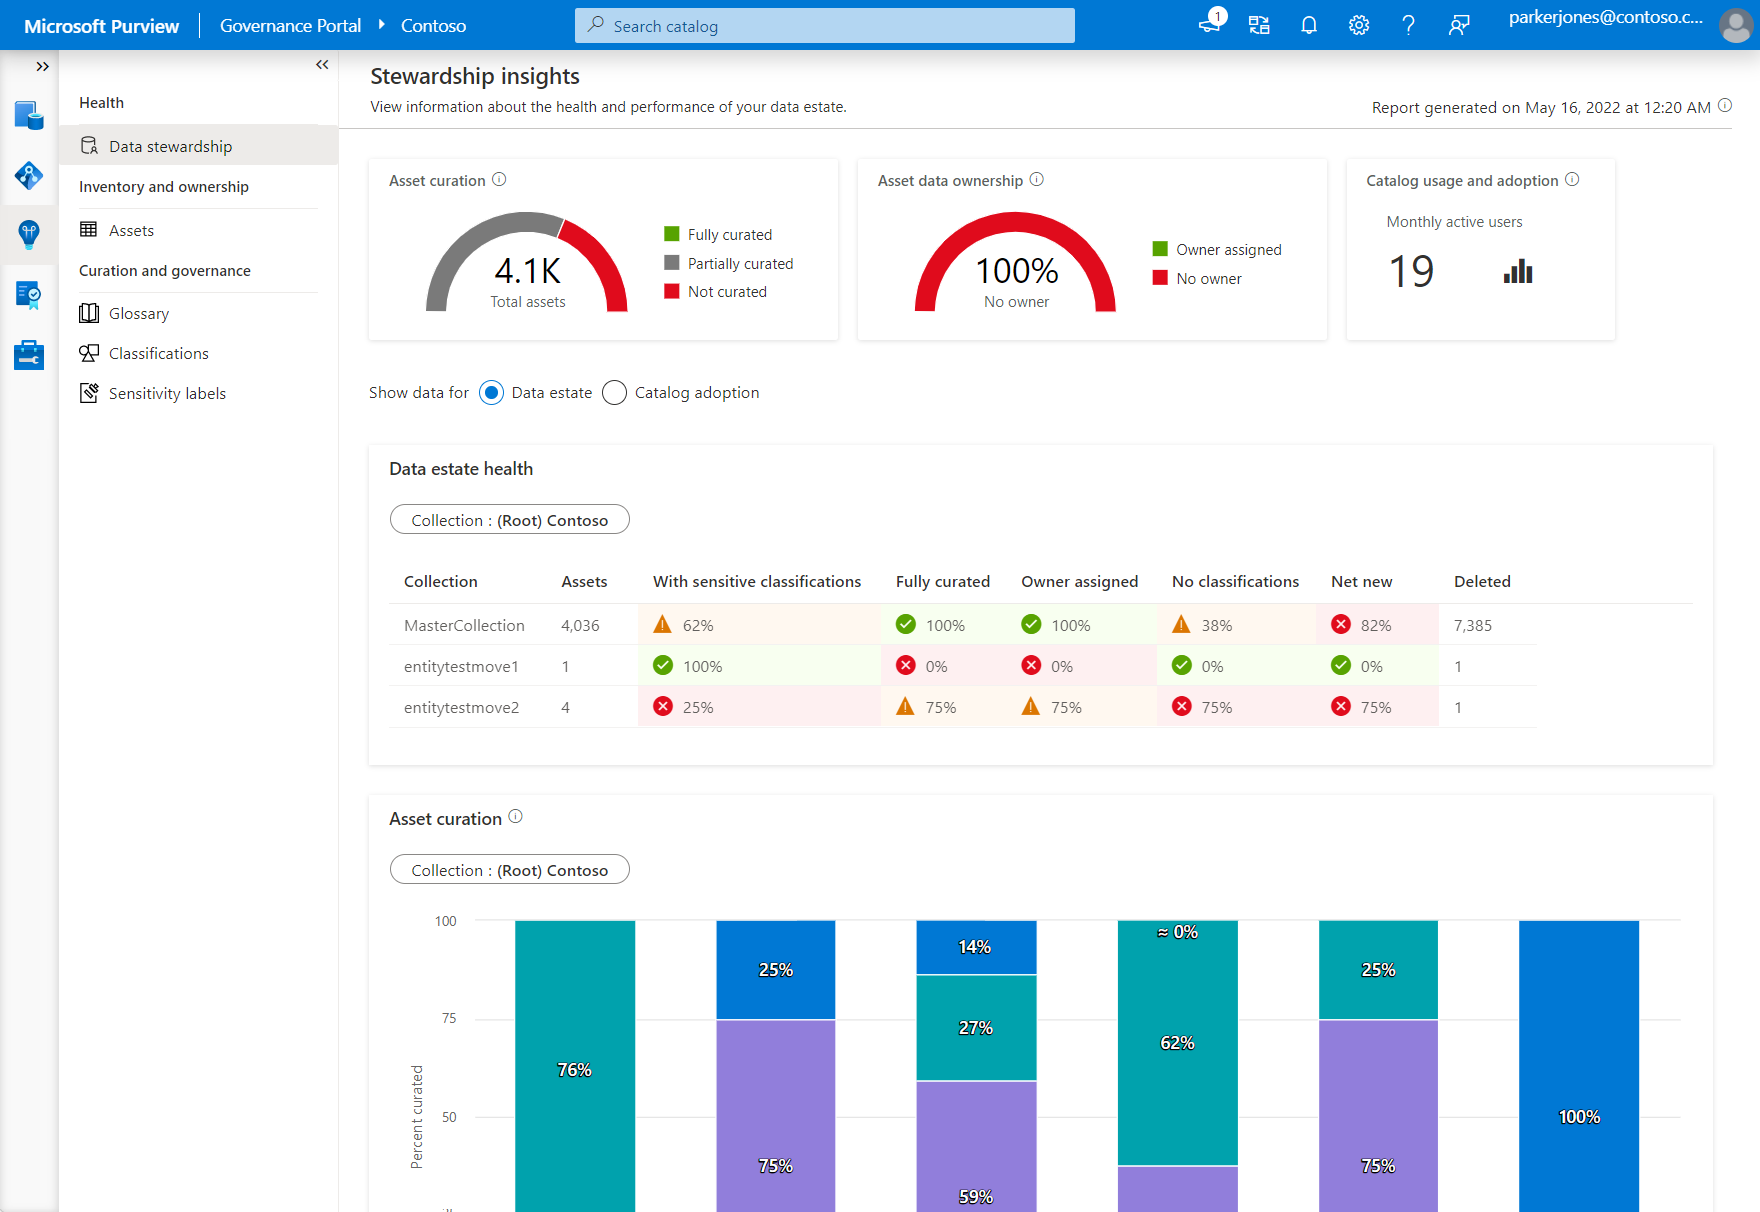 Microsoft Purview
Governance Portal
Contoso
Search catalog
1
parkerjones@contoso.c...
Health
Data stewardship
Inventory and ownership
Assets
Curation and governance
Glossary
Classifications
Sensitivity labels
Stewardship insights
View information about the health and performance of your data estate.
Report generated on May 16, 2022 at 12:20 AM
Asset curation
4.1K
Total assets
Fully curated
Partially curated
Not curated
Asset data ownership
100%
No owner
Owner assigned
No owner
Catalog usage and adoption
Monthly active users
19
Show data for Data estate Catalog adoption
Data estate health
Collection : (Root) Contoso
Collection Assets With sensitive classifications Fully curated Owner assigned No classifications Net new Deleted
MasterCollection 4,036 62% 100% 100% 38% 82% 7,385
entitytestmove1 1 100% 0% 0% 0% 0% 1
entitytestmove2 4 25% 75% 75% 75% 75% 1
Asset curation
Collection : (Root) Contoso
Percent curated
100
75
50
76%
25%
75%
14%
27%
59%
≈ 0%
62%
25%
75%
100%